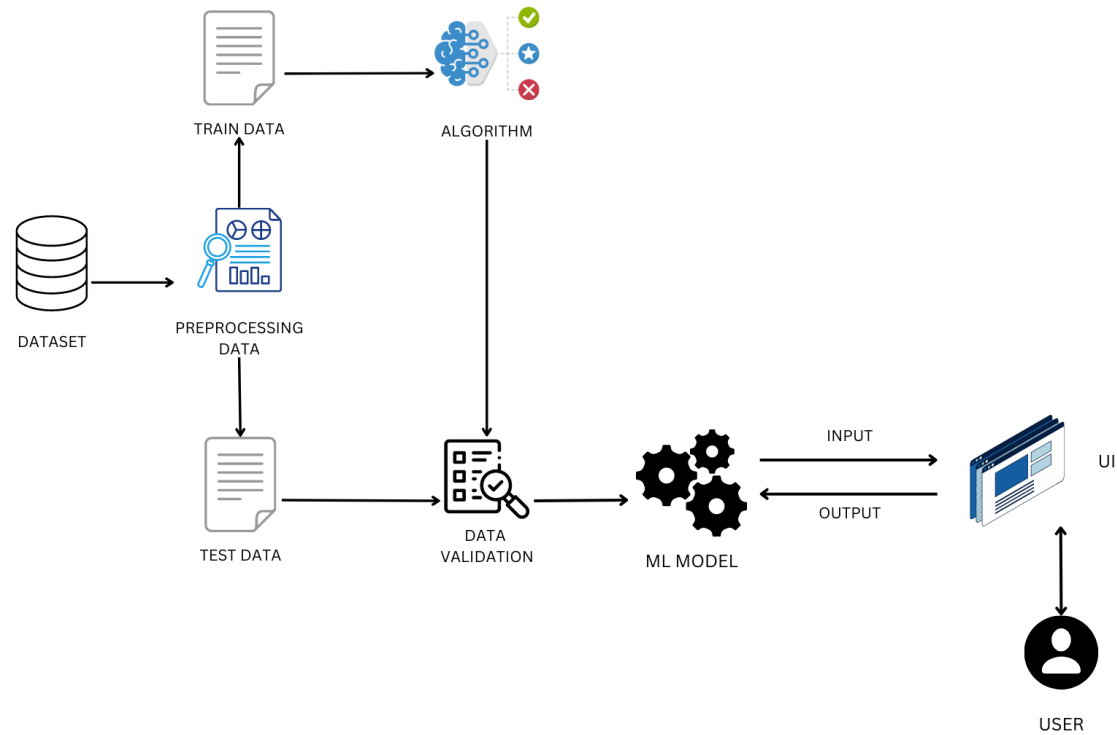 TRAIN DATA
ALGORITHM
DATASET
PREPROCESSING
DATA
INPUT
UI
OUTPUT
TEST DATA
DATA
VALIDATION
ML MODEL
USER